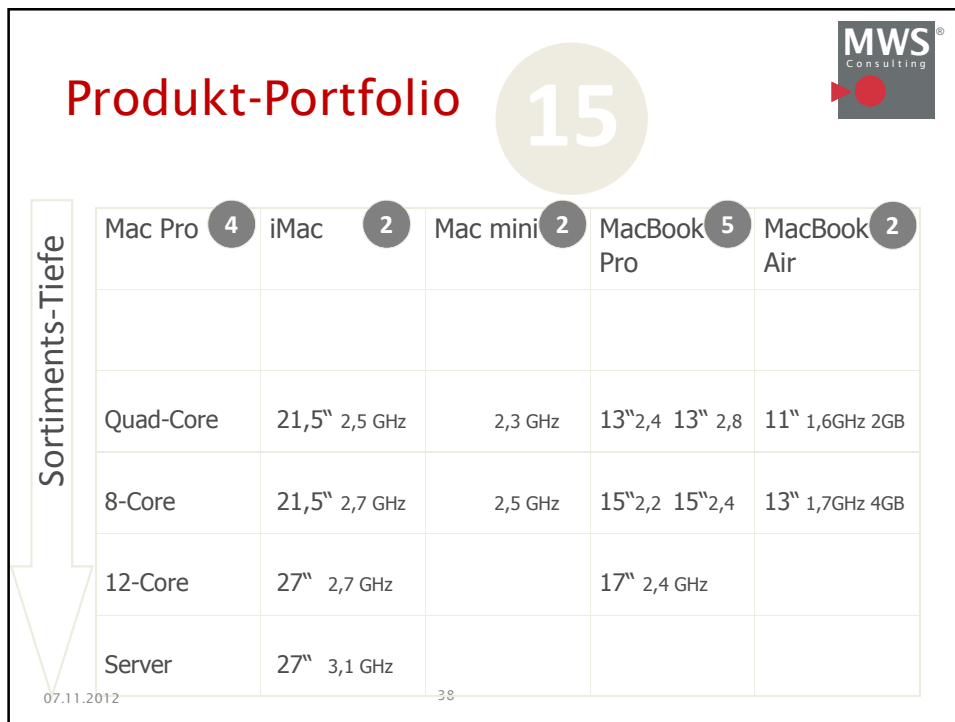 MWS®
Consulting
Produkt-Portfolio
15
Sortiments-Tiefe
Mac Pro 4 iMac 2 Mac mini 2 MacBook 5 MacBook 2
Pro Air
Quad-Core 21,5“ 2,5 GHz 2,3 GHz 13“2,4 13“ 2,8 11“ 1,6GHz 2GB
8-Core 21,5“ 2,7 GHz 2,5 GHz 15“2,2 15“2,4 13“ 1,7GHz 4GB
12-Core 27“ 2,7 GHz 17“ 2,4 GHz
Server 27“ 3,1 GHz
07.11.2012 38